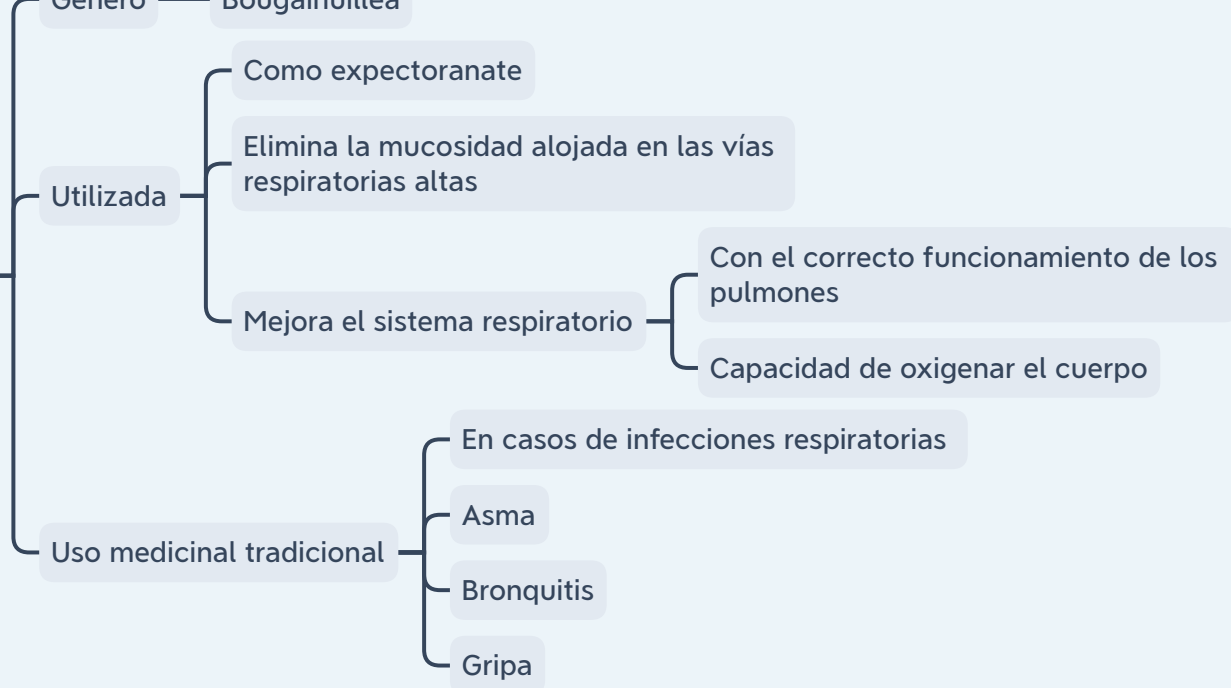 Género
Bougainuillea
Como expectoranate
Elimina la mucosidad alojada en las vías
respiratorias altas
Utilizada
Con el correcto funcionamiento de los
pulmones
Mejora el sistema respiratorio
Capacidad de oxigenar el cuerpo
En casos de infecciones respiratorias
Asma
Uso medicinal tradicional
Bronquitis
Gripa